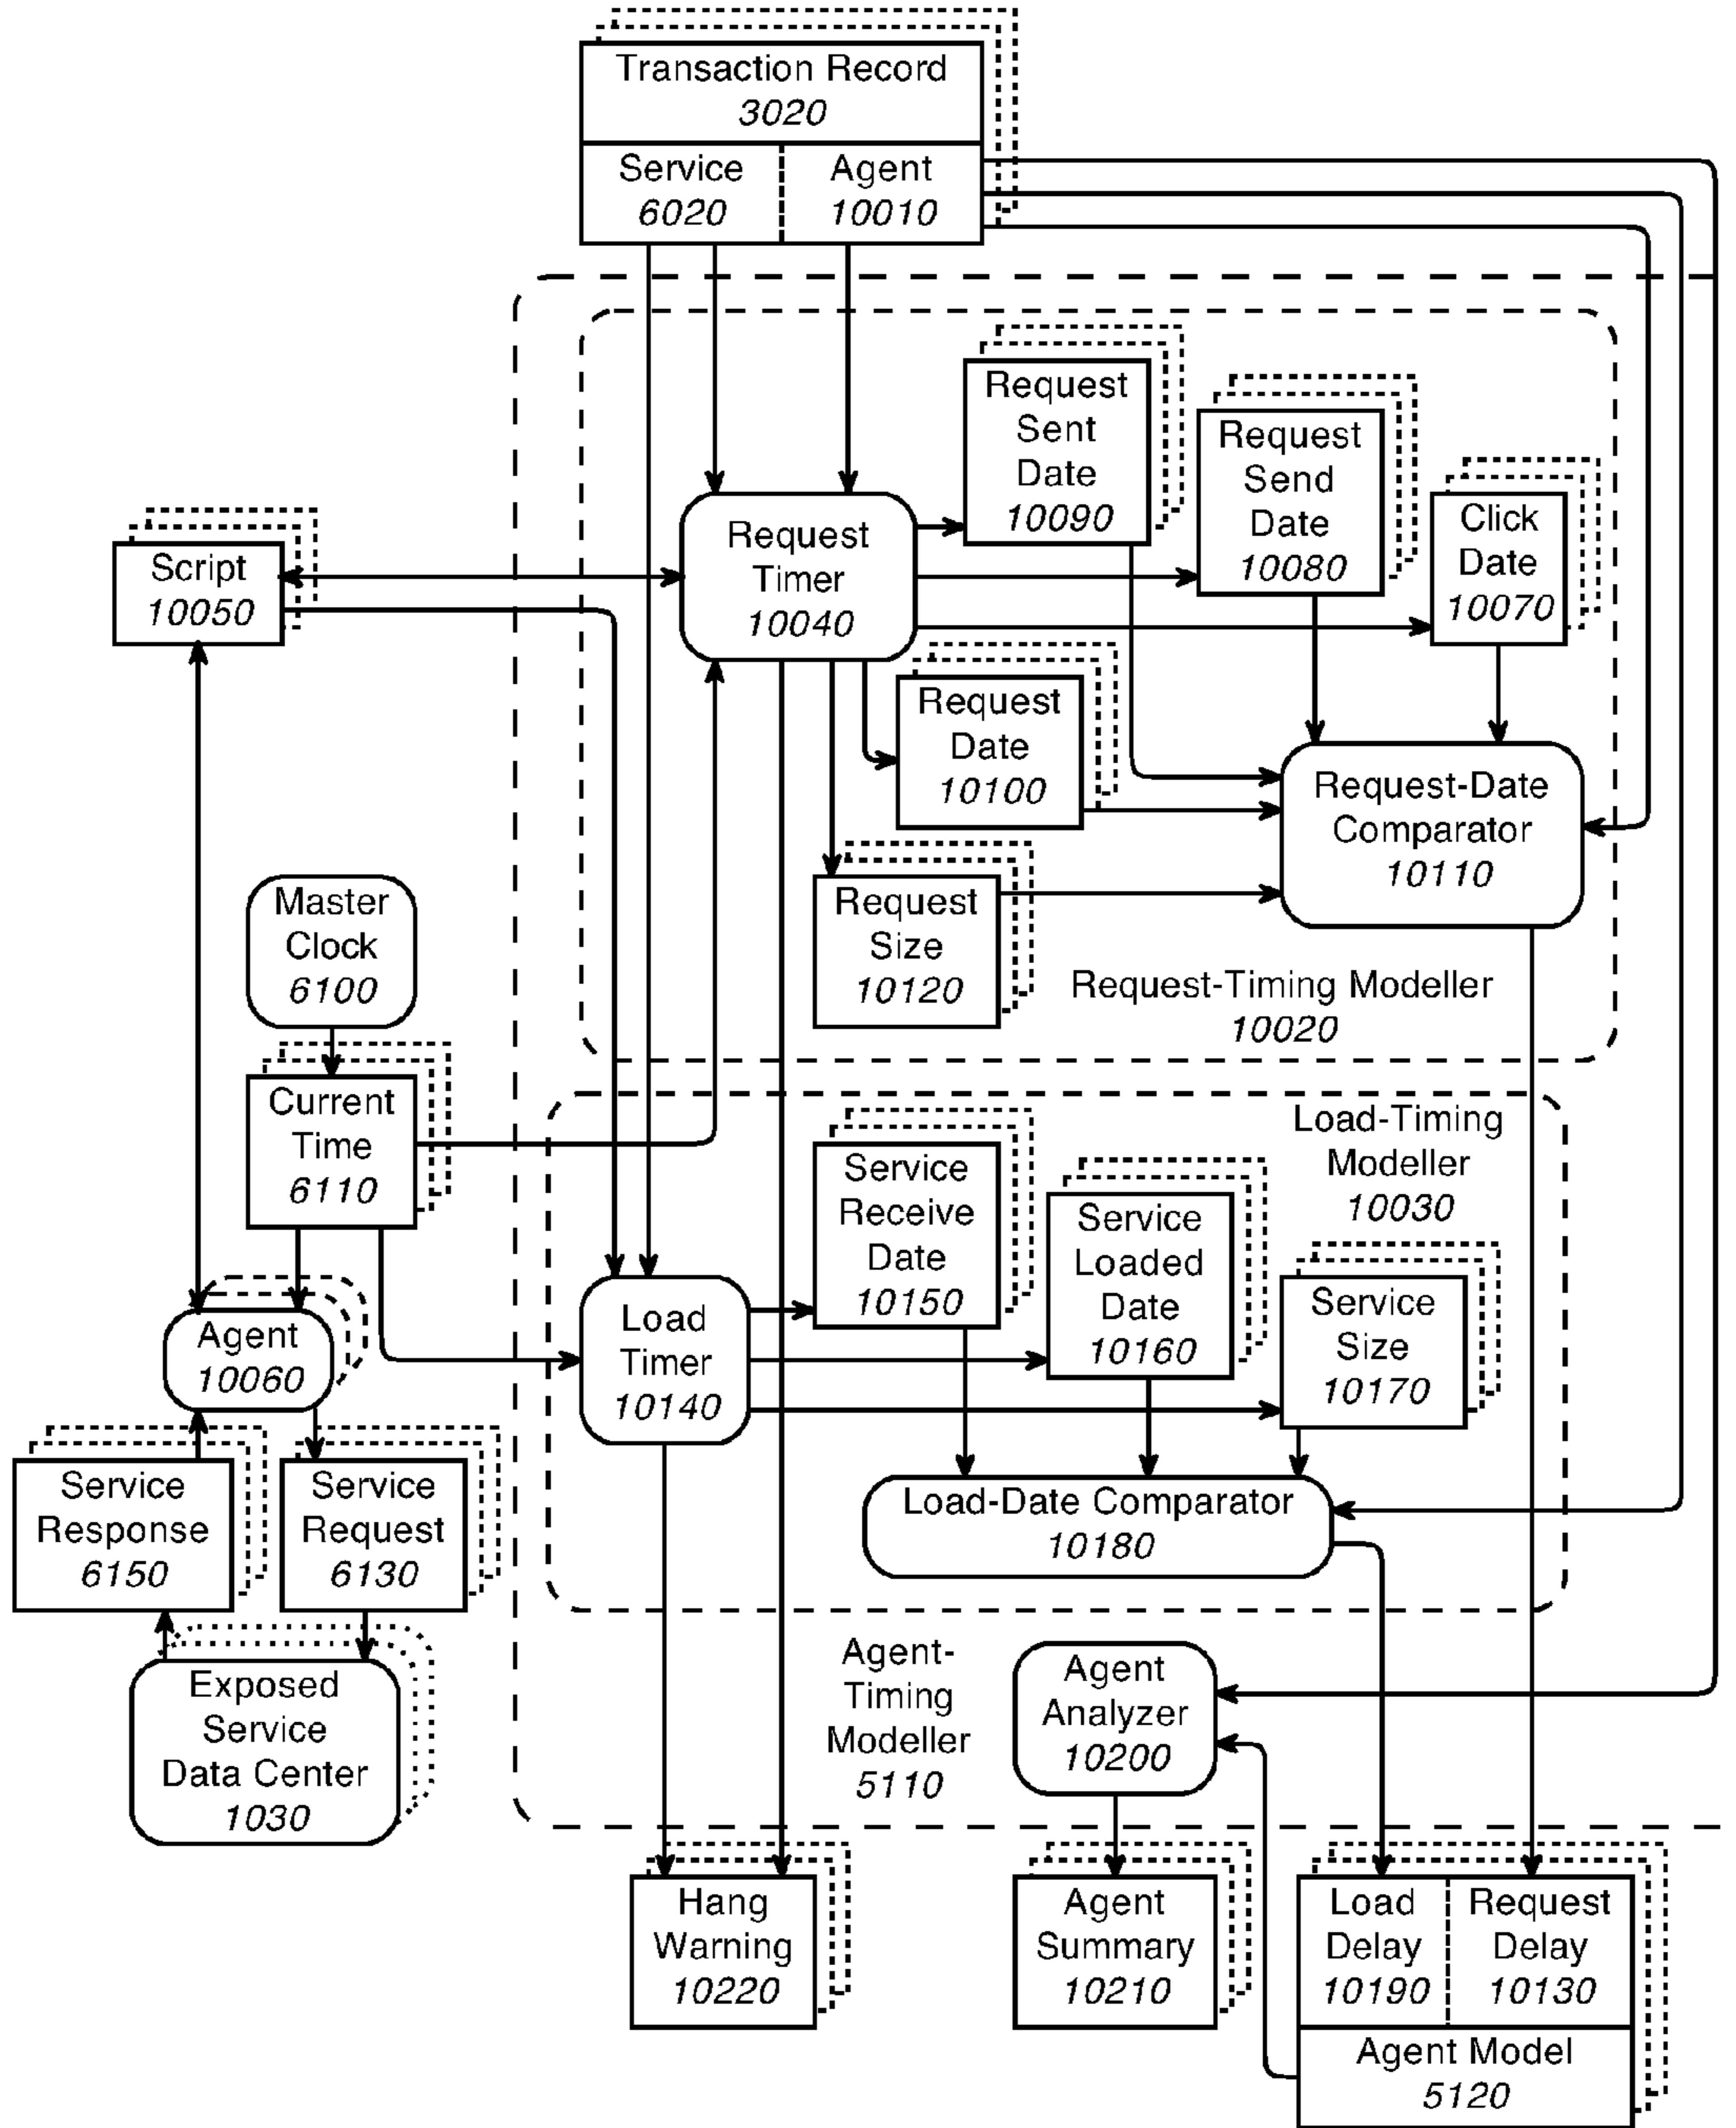 Transaction Record
3020
Service
6020
Agent
10010
Request
Sent
Date
10090
Request
Send
Date
10080
Click
Date
10070
Request
Timer
10040
Script
10050
Request
Date
10100
Request-Date
Comparator
10110
Master
Clock
6100
Request
Size
10120
Request-Timing Modeller
10020
Current
Time
6110
Load-Timing
Modeller
10030
Service
Receive
Date
10150
Service
Loaded
Date
10160
Service
Size
10170
Agent
10060
Load
Timer
10140
Service
Response
6150
Service
Request
6130
Load-Date Comparator
10180
Exposed
Service
Data Center
1030
Agent-
Timing
Modeller
5110
Agent
Analyzer
10200
Hang
Warning
10220
Agent
Summary
10210
Load
Delay
10190
Request
Delay
10130
Agent Model
5120